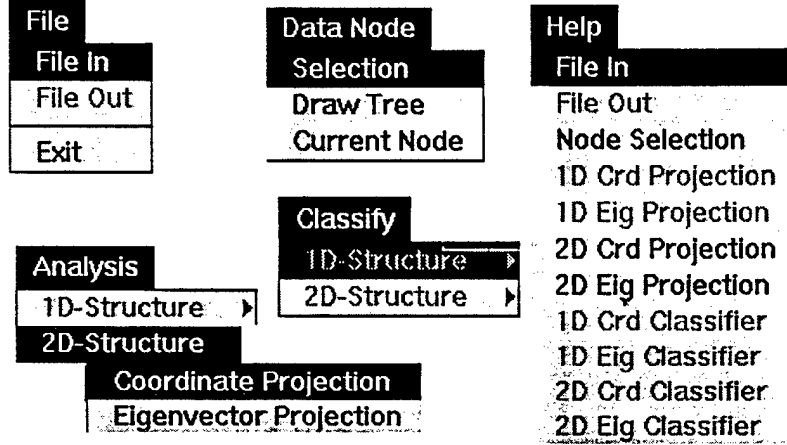 File
File In
File Out
Exit
Data Node
Selection
Draw Tree
Current Node
Help
File In
File Out
Node Selection
1D Crd Projection
1D Eig Projection
2D Crd Projection
2D Eig Projection
1D Crd Classifier
1D Eig Classifier
2D Crd Classifier
2D Eig Classifier
Classify
1D-Structure
2D-Structure
Analysis
1D-Structure
2D-Structure
Coordinate Projection
Eigenvector Projection